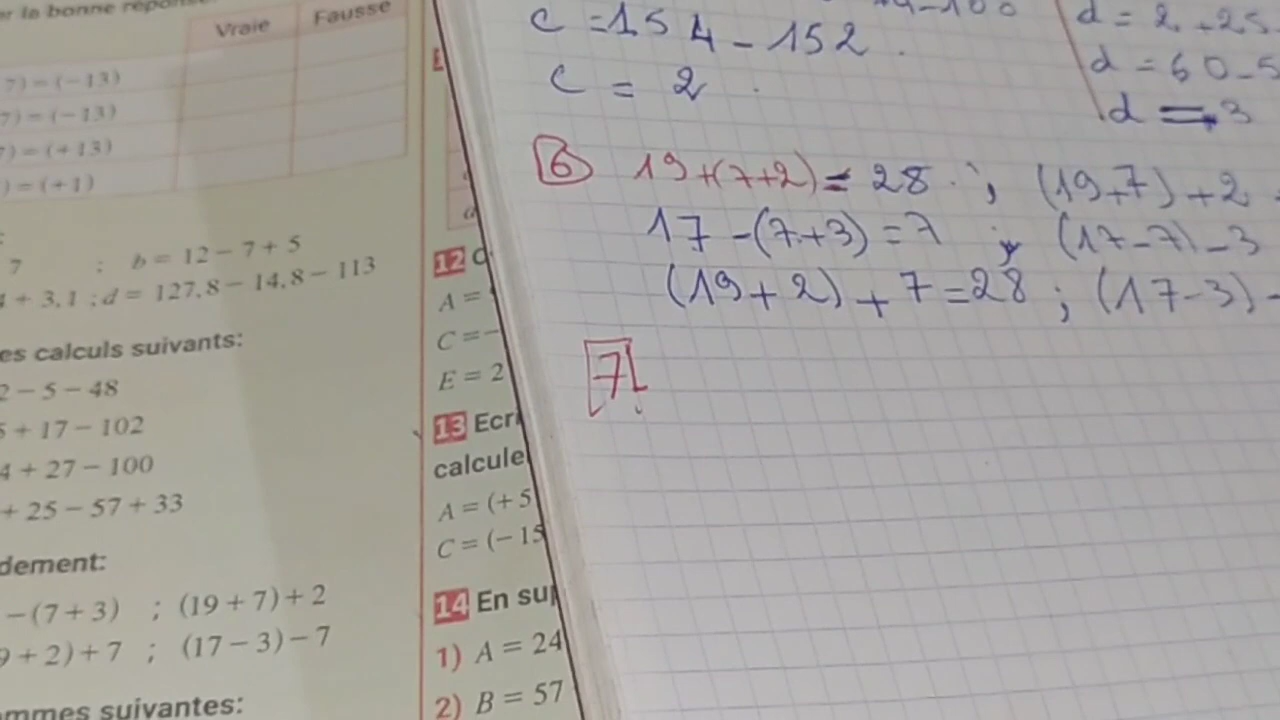 er la bonne
Vraie Fausse
7) = (−13)
7) = (−13)
7) = (+13)
) = (+1)
7 ; b = 12 − 7 + 5
+ 3,1 ; d = 127,8 − 14,8 − 113
es calculs suivants:
2 − 5 − 48
5 + 17 − 102
4 + 27 − 100
+ 25 − 57 + 33
dement:
− (7 + 3) ; (19 + 7) + 2
9 + 2) + 7 ; (17 − 3) − 7
mmes suivantes:
12
A =
C = −
E = 2
13 Ecri
calcule
A = (+ 5
C = (− 15
14 En sup
1) A = 24
2) B = 57
C = 154 − 152.
C = 2.
d = 2 + 25
d = 60 − 5
d = 3
6 19+(7+2) = 28 ; (19+7)+2
17 − (7+3) = 7 ; (17−7) − 3
(19 + 2) + 7 = 28 ; (17−3) −
7